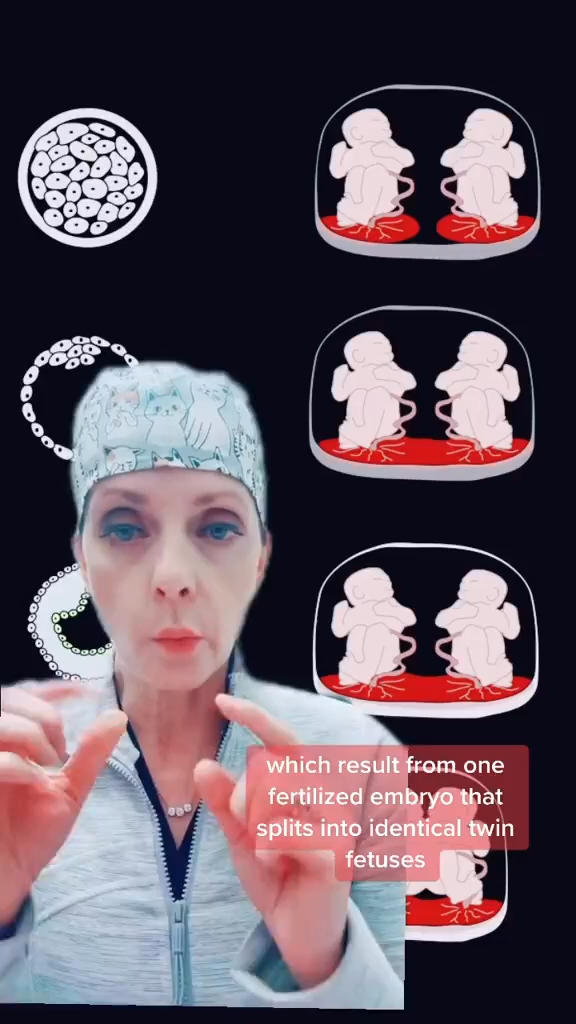 which result from one
fertilized embryo that
splits into identical twin
fetuses